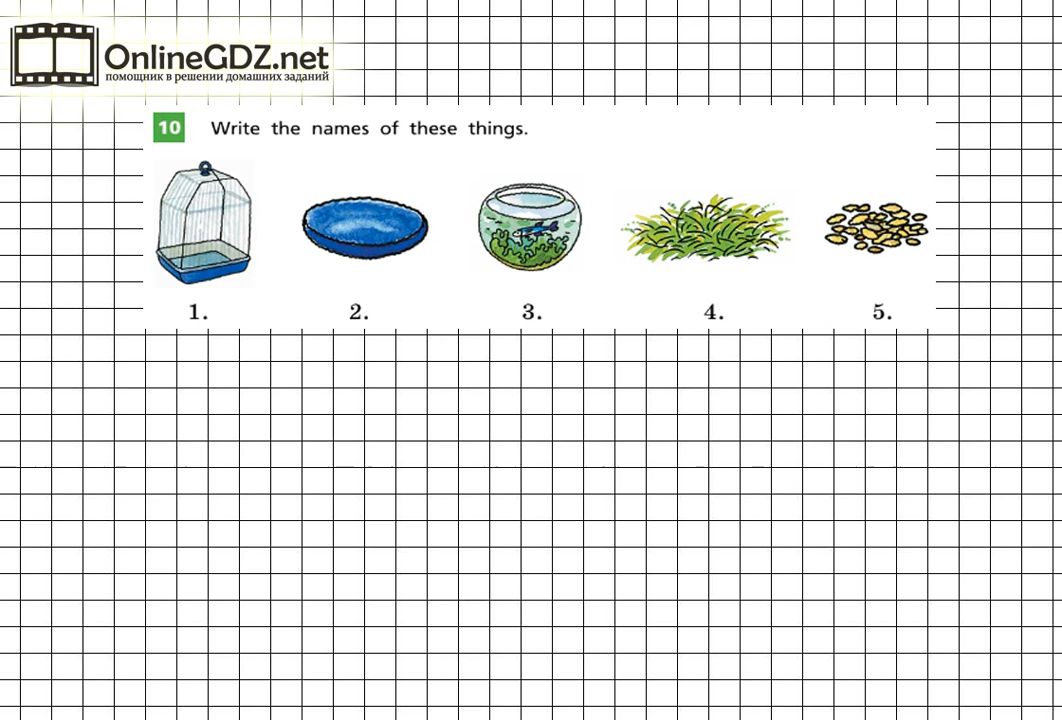 OnlineGDZ.net
помощник в решении домашних заданий
10 Write the names of these things.
1. 2. 3. 4. 5.